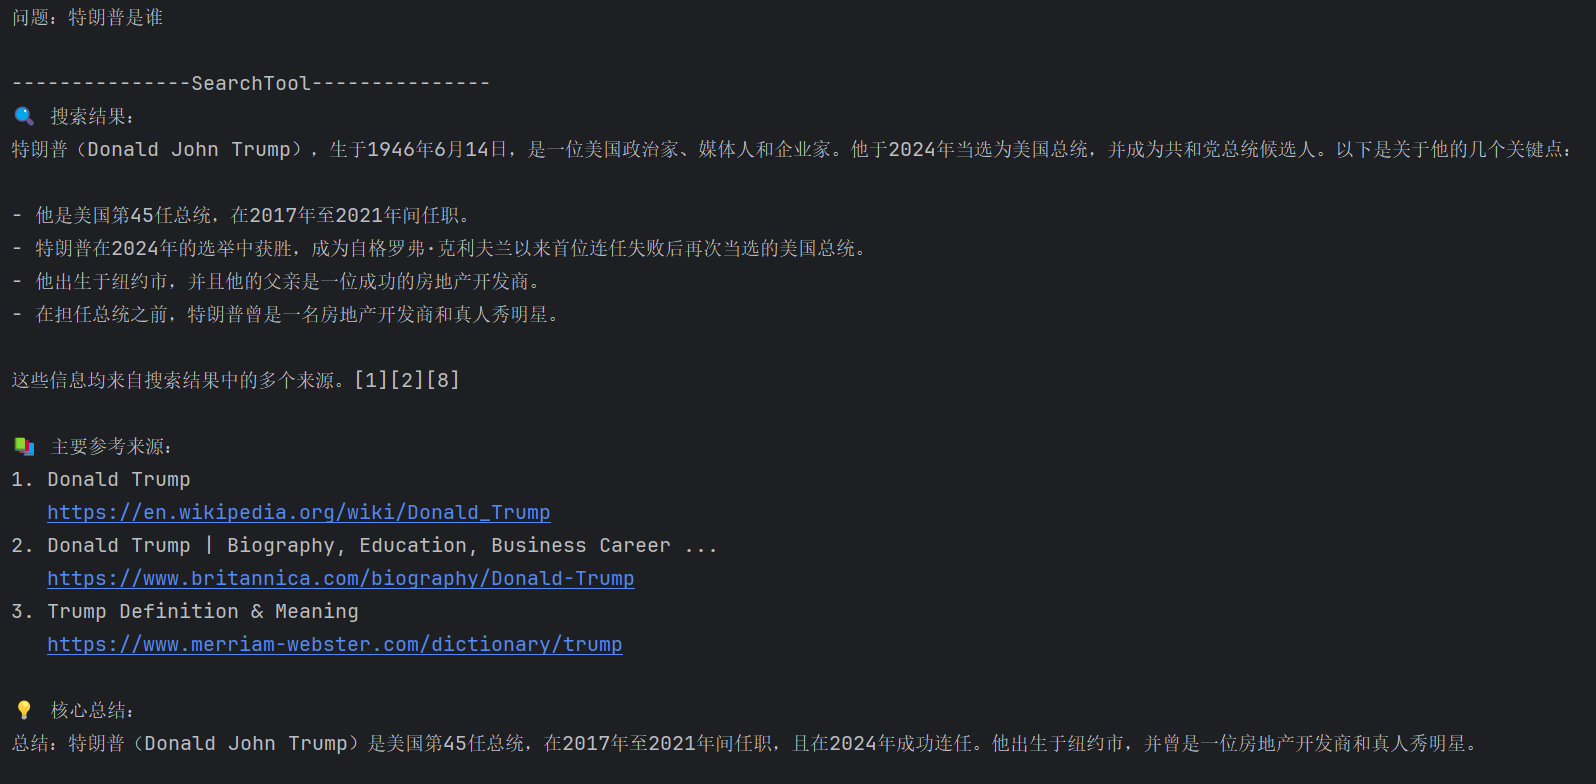 问题: 特朗普是谁
---------------SearchTool---------------
🔍 搜索结果:
特朗普（Donald John Trump），生于1946年6月14日，是一位美国政治家、媒体人和企业家。他于2024年当选为美国总统，并成为共和党总统候选人。以下是关于他的几个关键点:
- 他是美国第45任总统，在2017年至2021年间任职。
- 特朗普在2024年的选举中获胜，成为自格罗弗·克利夫兰以来首位连任失败后再次当选的美国总统。
- 他出生于纽约市，并且他的父亲是一位成功的房地产开发商。
- 在担任总统之前，特朗普曾是一名房地产开发商和真人秀明星。
这些信息均来自搜索结果中的多个来源。[1][2][8]
📚 主要参考来源:
1. Donald Trump
https://en.wikipedia.org/wiki/Donald_Trump
2. Donald Trump | Biography, Education, Business Career ...
https://www.britannica.com/biography/Donald-Trump
3. Trump Definition & Meaning
https://www.merriam-webster.com/dictionary/trump
💡 核心总结:
总结: 特朗普（Donald John Trump）是美国第45任总统，在2017年至2021年间任职，且在2024年成功连任。他出生于纽约市，并曾是一位房地产开发商和真人秀明星。